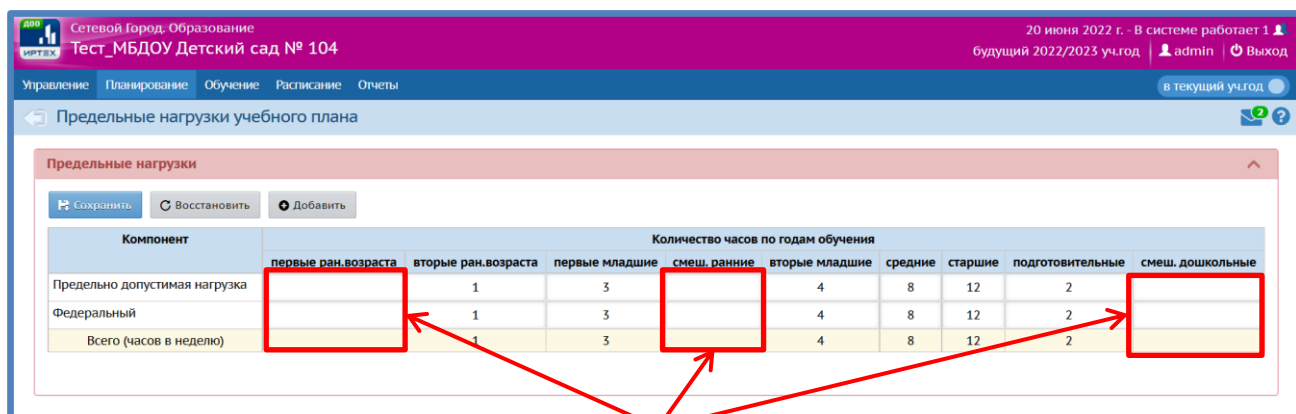 ДОО
ИРТЕХ
Сетевой Город. Образование
Тест_МБДОУ Детский сад № 104
20 июня 2022 г. - В системе работает 1
будущий 2022/2023 уч.год admin Выход
Управление Планирование Обучение Расписание Отчеты в текущий уч.год
Предельные нагрузки учебного плана 2 ?
Предельные нагрузки
Сохранить Восстановить Добавить
Компонент Количество часов по годам обучения
первые ран.возраста вторые ран.возраста первые младшие смеш. ранние вторые младшие средние старшие подготовительные смеш. дошкольные
Предельно допустимая нагрузка 1 3 4 8 12 2
Федеральный 1 3 4 8 12 2
Всего (часов в неделю) 1 3 4 8 12 2